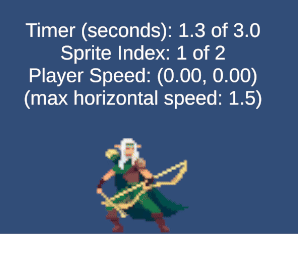 Timer (seconds): 1.3 of 3.0
Sprite Index: 1 of 2
Player Speed: (0.00, 0.00)
(max horizontal speed: 1.5)